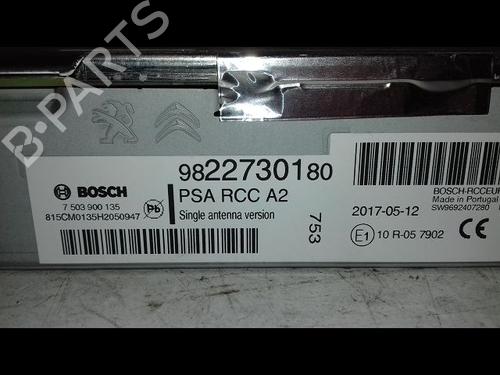 B-PARTS
9822730180
BOSCH
PSA RCC A2
7 503 900 135
Pb
815CM0135H2050947
Single antenna version
753
BOSCH-RCCEUR
Made in Portugal
SW9692407280
2017-05-12
E1 10 R-05 7902
CE